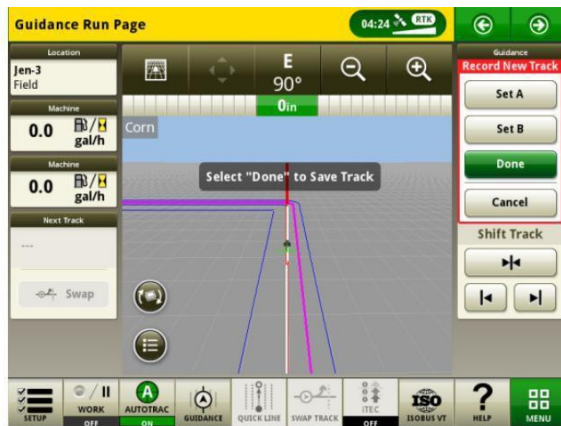 Guidance Run Page
04:24
RTK
Location
Jen-3
Field
Machine
0.0
gal/h
Machine
0.0
gal/h
Next Track
---
Swap
E
90°
0in
Corn
Select "Done" to Save Track
Guidance
Record New Track
Set A
Set B
Done
Cancel
Shift Track
SETUP
WORK
OFF
A
AUTOTRAC
ON
GUIDANCE
QUICK LINE
SWAP TRACK
iTEC
OFF
ISO
ISOBUS VT
?
HELP
MENU